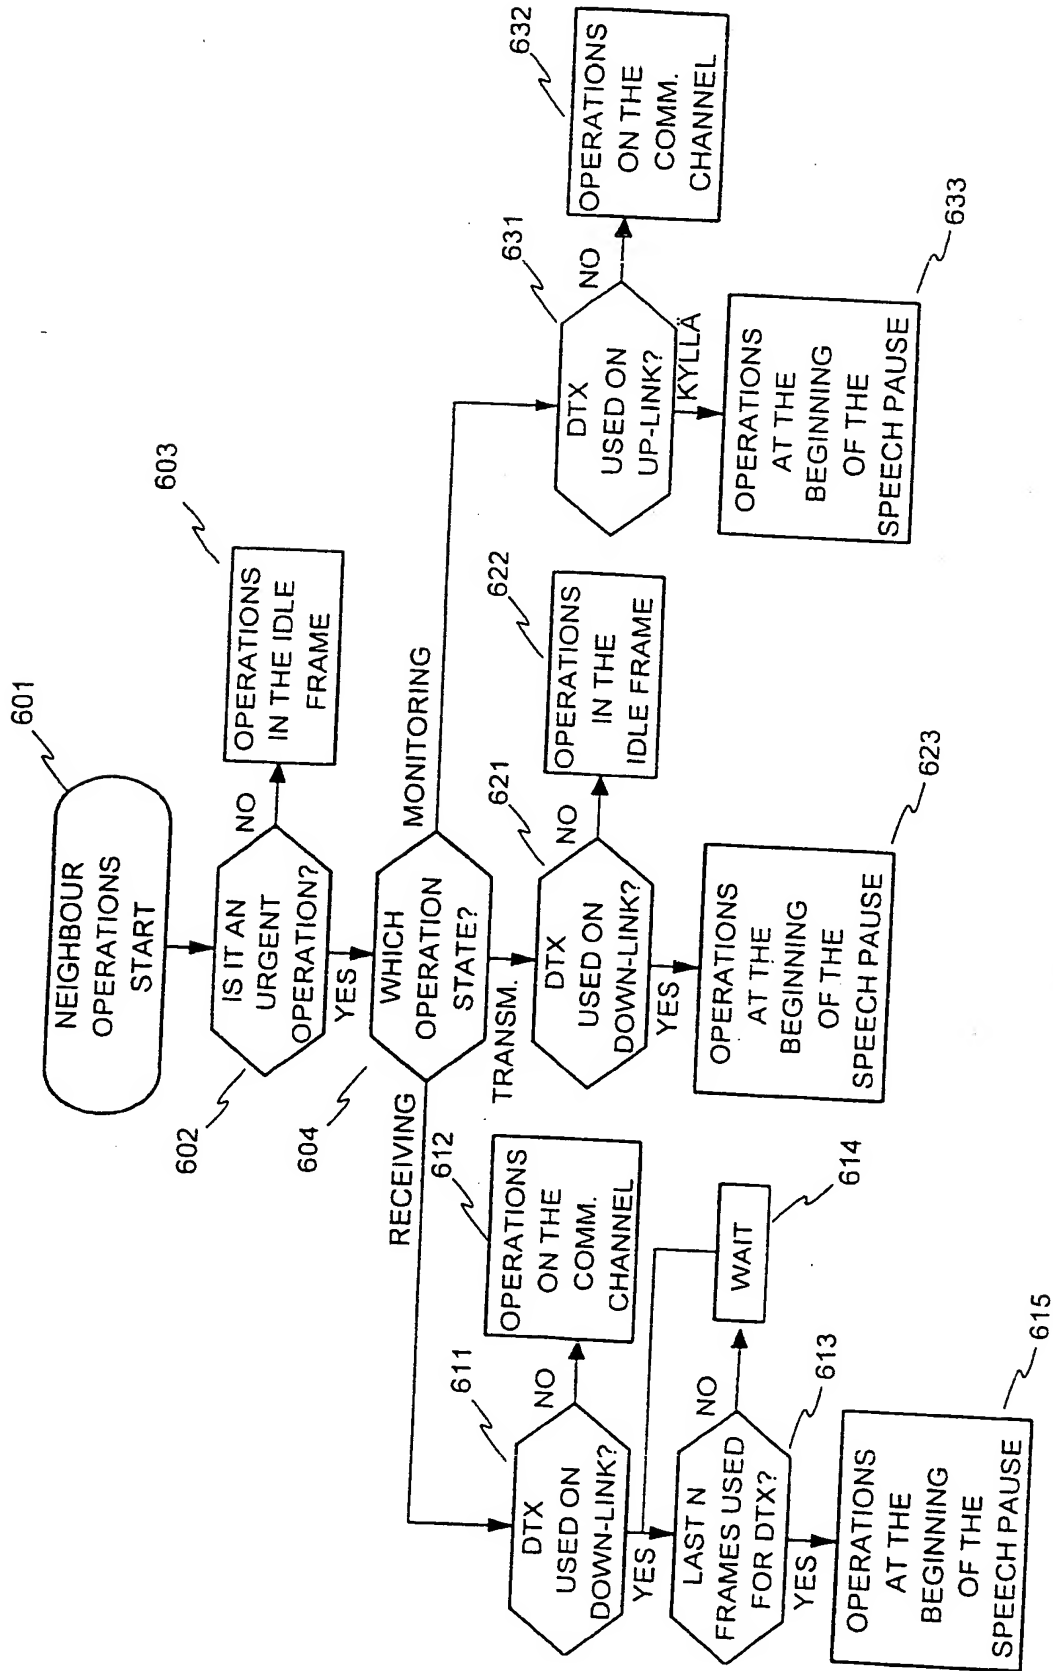 601
NEIGHBOUR
OPERATIONS
START
602
IS IT AN
URGENT
OPERATION?
NO
603
OPERATIONS
IN THE IDLE
FRAME
YES
604
WHICH
OPERATION
STATE?
RECEIVING
TRANSM.
MONITORING
611
DTX
USED ON
DOWN-LINK?
NO
612
OPERATIONS
ON THE
COMM.
CHANNEL
YES
LAST N
FRAMES USED
FOR DTX?
613
NO
WAIT
614
YES
OPERATIONS
AT THE
BEGINNING
OF THE
SPEECH PAUSE
615
621
DTX
USED ON
DOWN-LINK?
NO
622
OPERATIONS
IN THE
IDLE FRAME
YES
OPERATIONS
AT THE
BEGINNING
OF THE
SPEECH PAUSE
623
631
DTX
USED ON
UP-LINK?
NO
632
OPERATIONS
ON THE
COMM.
CHANNEL
KYLLÄ
OPERATIONS
AT THE
BEGINNING
OF THE
SPEECH PAUSE
633